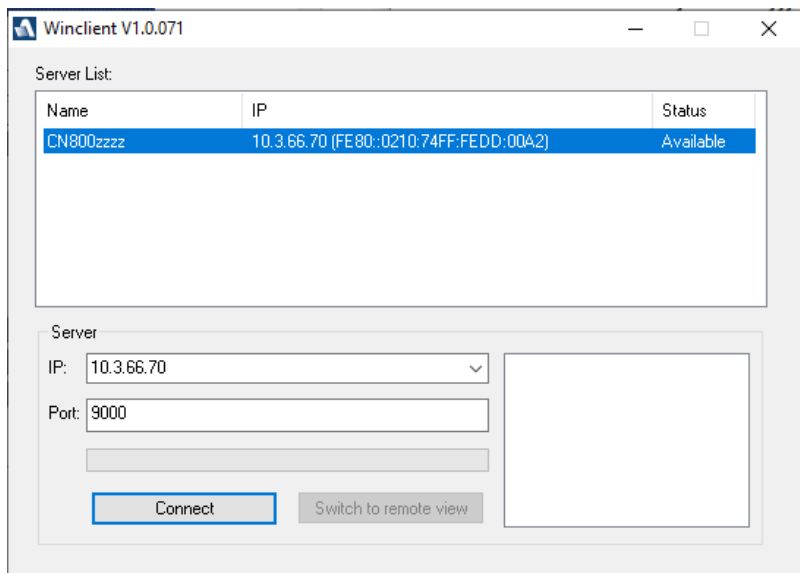 Winclient V1.0.071
Server List:
Name IP Status
CN800zzzz 10.3.66.70 (FE80::0210:74FF:FEDD:00A2) Available
Server
IP: 10.3.66.70
Port: 9000
Connect Switch to remote view